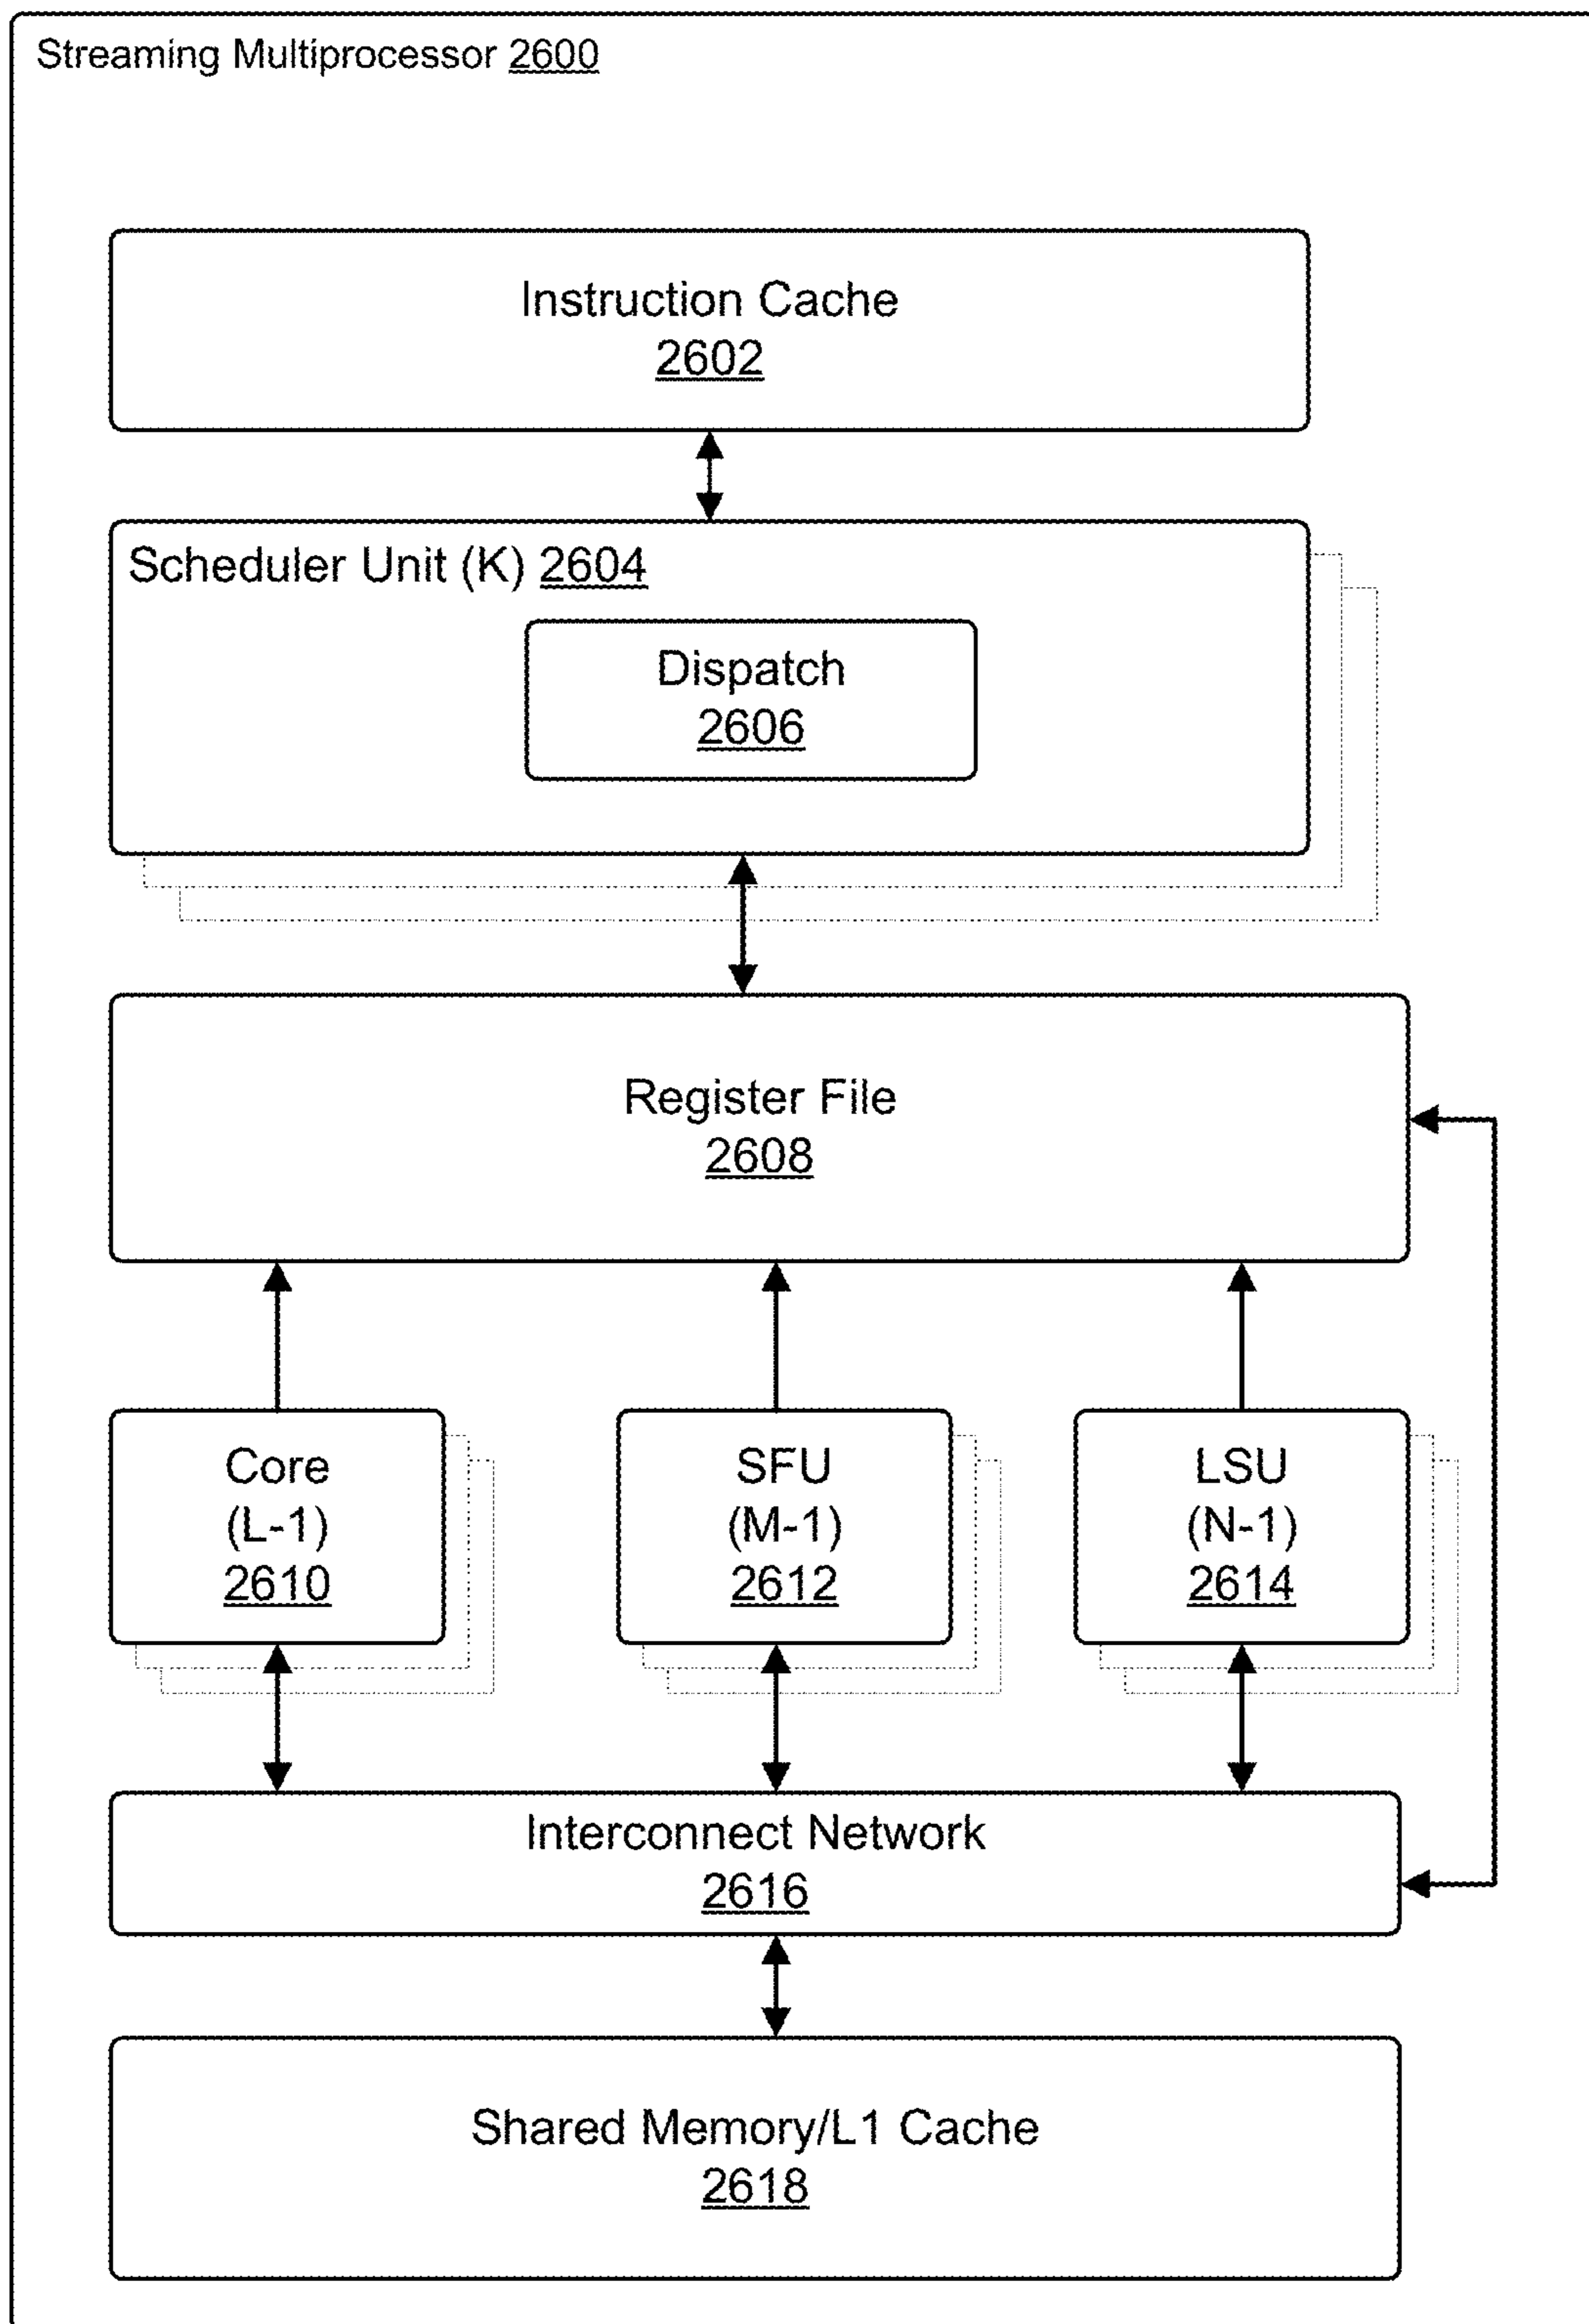 Streaming Multiprocessor 2600
Instruction Cache
2602
Scheduler Unit (K) 2604
Dispatch
2606
Register File
2608
Core
(L-1)
2610
SFU
(M-1)
2612
LSU
(N-1)
2614
Interconnect Network
2616
Shared Memory/L1 Cache
2618